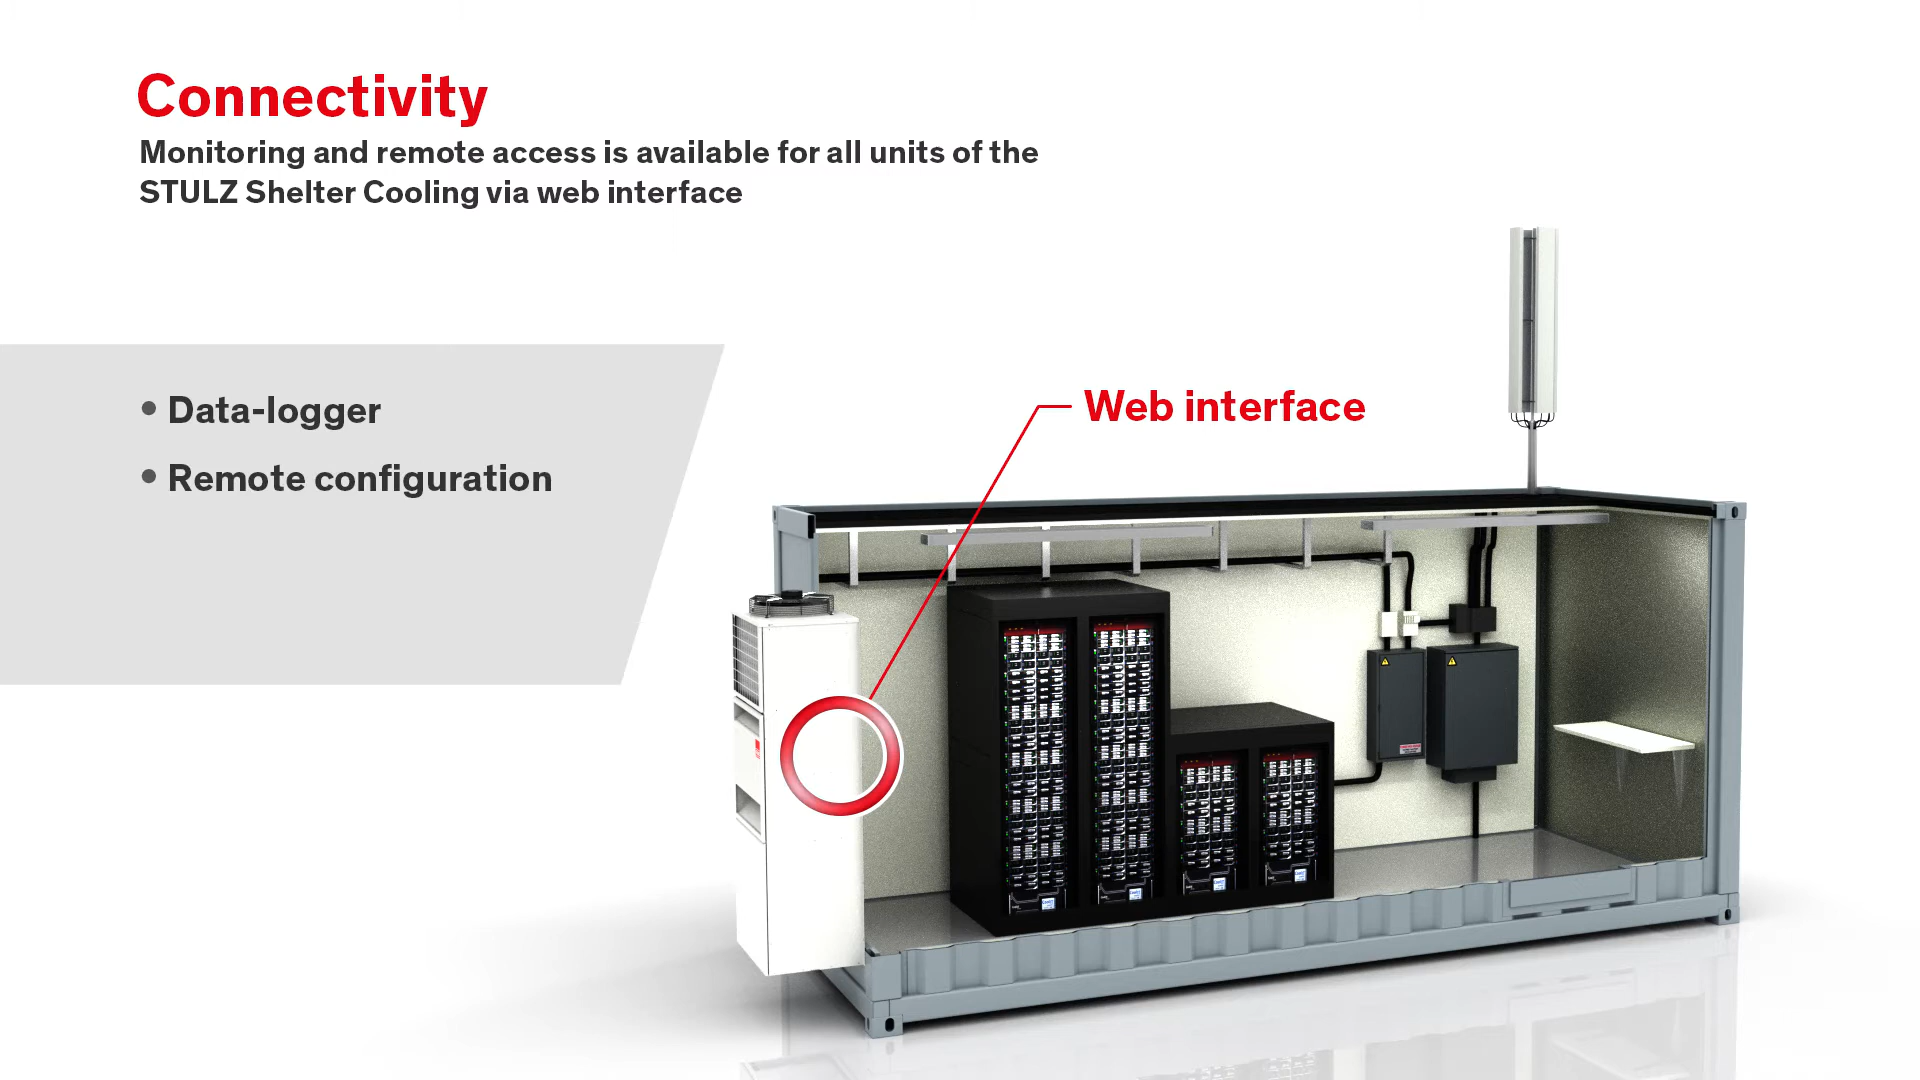 Connectivity
Monitoring and remote access is available for all units of the
STULZ Shelter Cooling via web interface
• Data-logger
• Remote configuration
Web interface